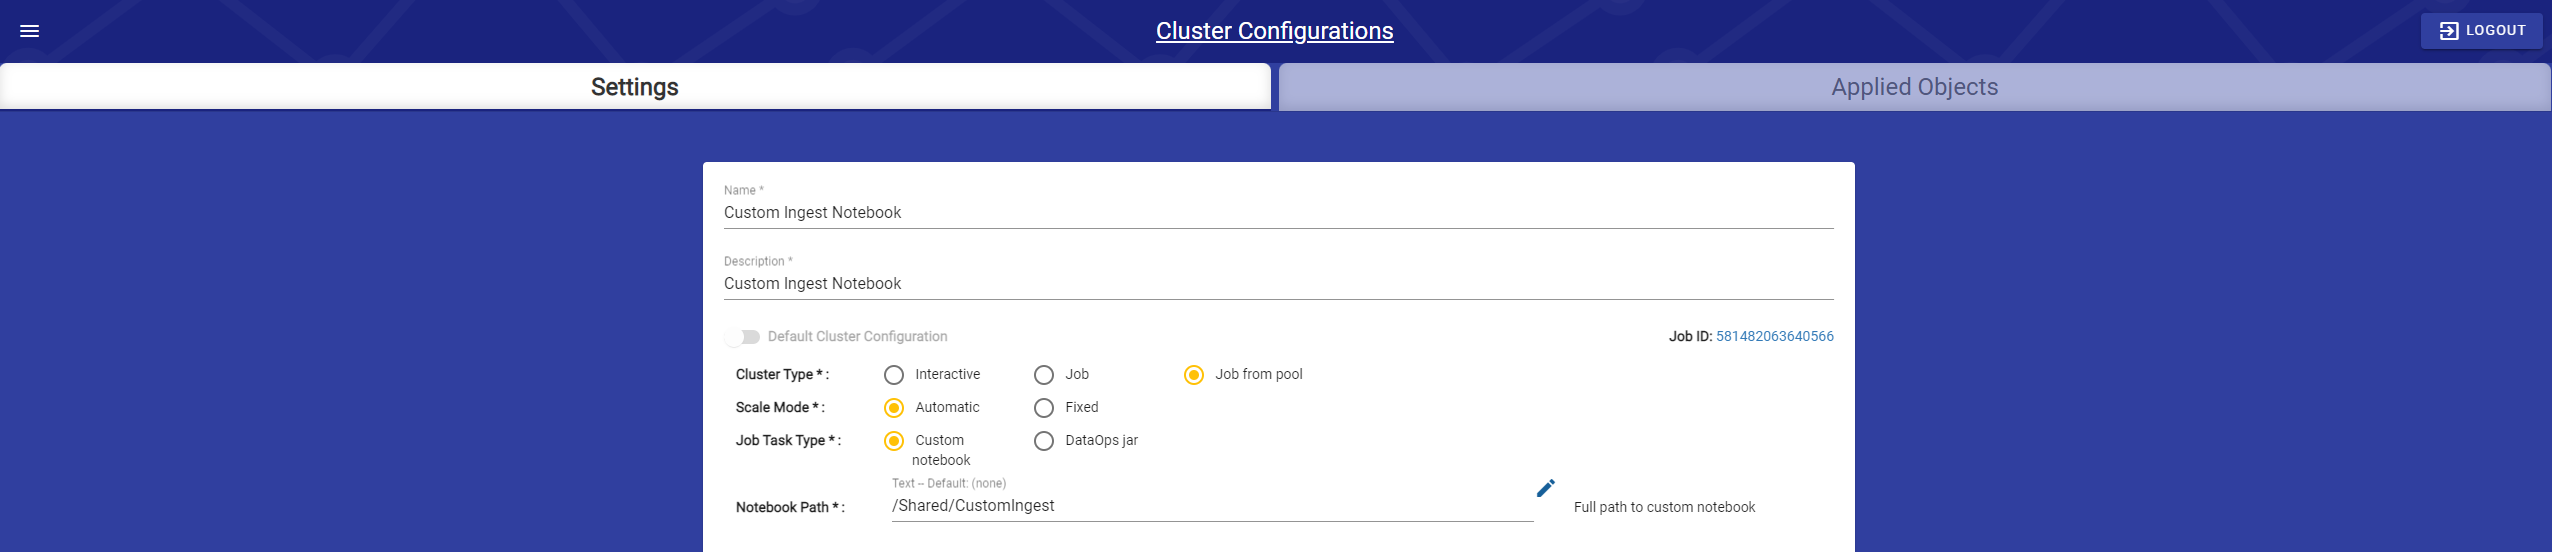 Cluster Configurations
LOGOUT
Settings
Applied Objects
Name *
Custom Ingest Notebook
Description *
Custom Ingest Notebook
Default Cluster Configuration
Job ID: 581482063640566
Cluster Type * :
Interactive
Job
Job from pool
Scale Mode * :
Automatic
Fixed
Job Task Type * :
Custom
notebook
DataOps jar
Text -- Default: (none)
Notebook Path * :
/Shared/CustomIngest
Full path to custom notebook